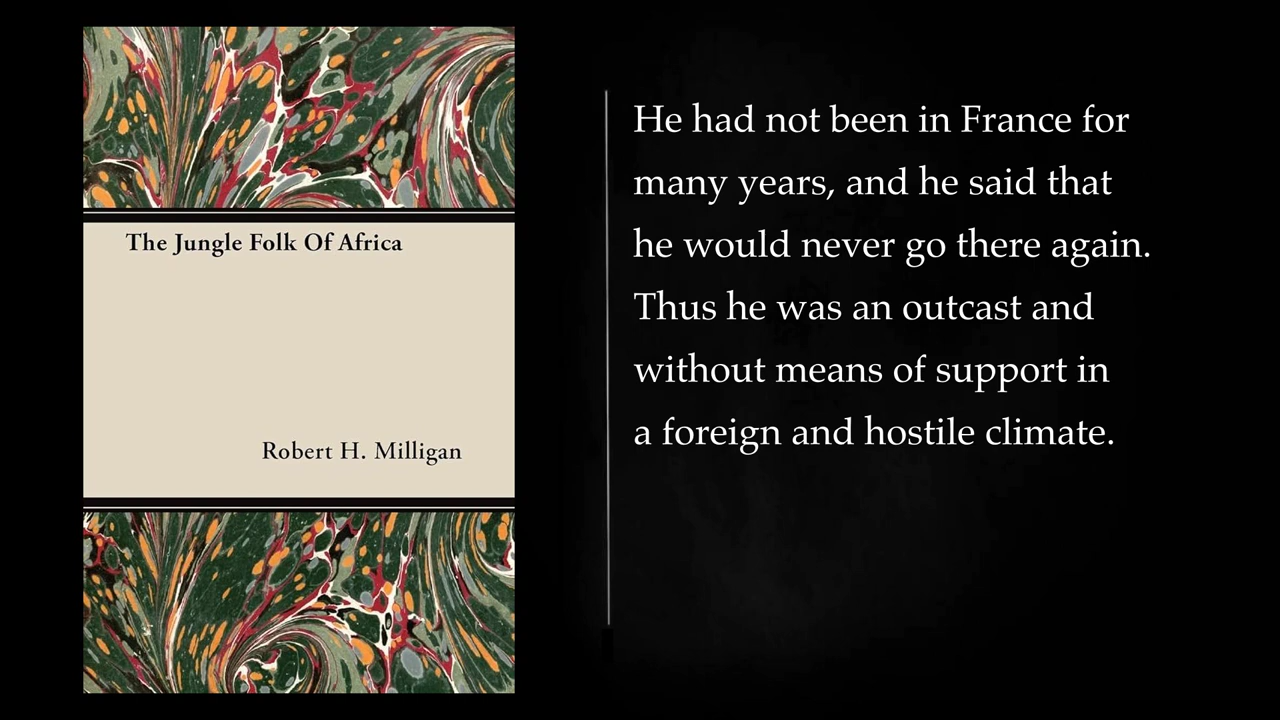 The Jungle Folk Of Africa
Robert H. Milligan
He had not been in France for
many years, and he said that
he would never go there again.
Thus he was an outcast and
without means of support in
a foreign and hostile climate.